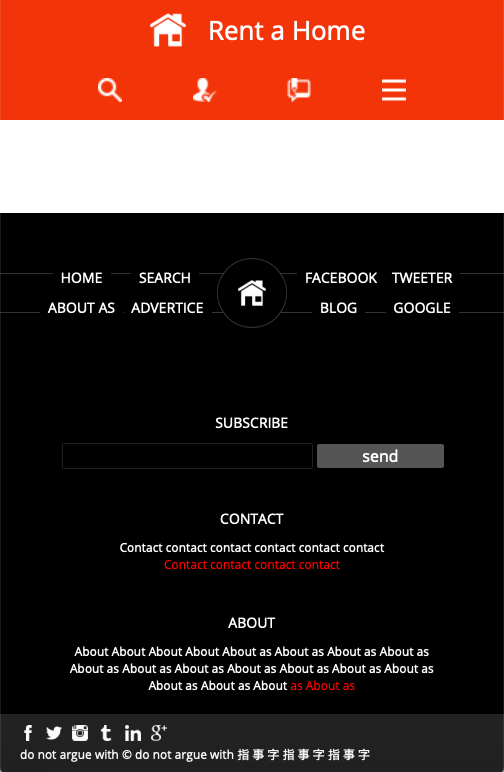 Rent a Home
HOME SEARCH FACEBOOK TWEETER
ABOUT AS ADVERTICE BLOG GOOGLE
SUBSCRIBE
send
CONTACT
Contact contact contact contact contact contact
Contact contact contact contact
ABOUT
About About About About About as About as About as About as
About as About as About as About as About as About as About as
About as About as About as About as
do not argue with © do not argue with 指事字指事字指事字